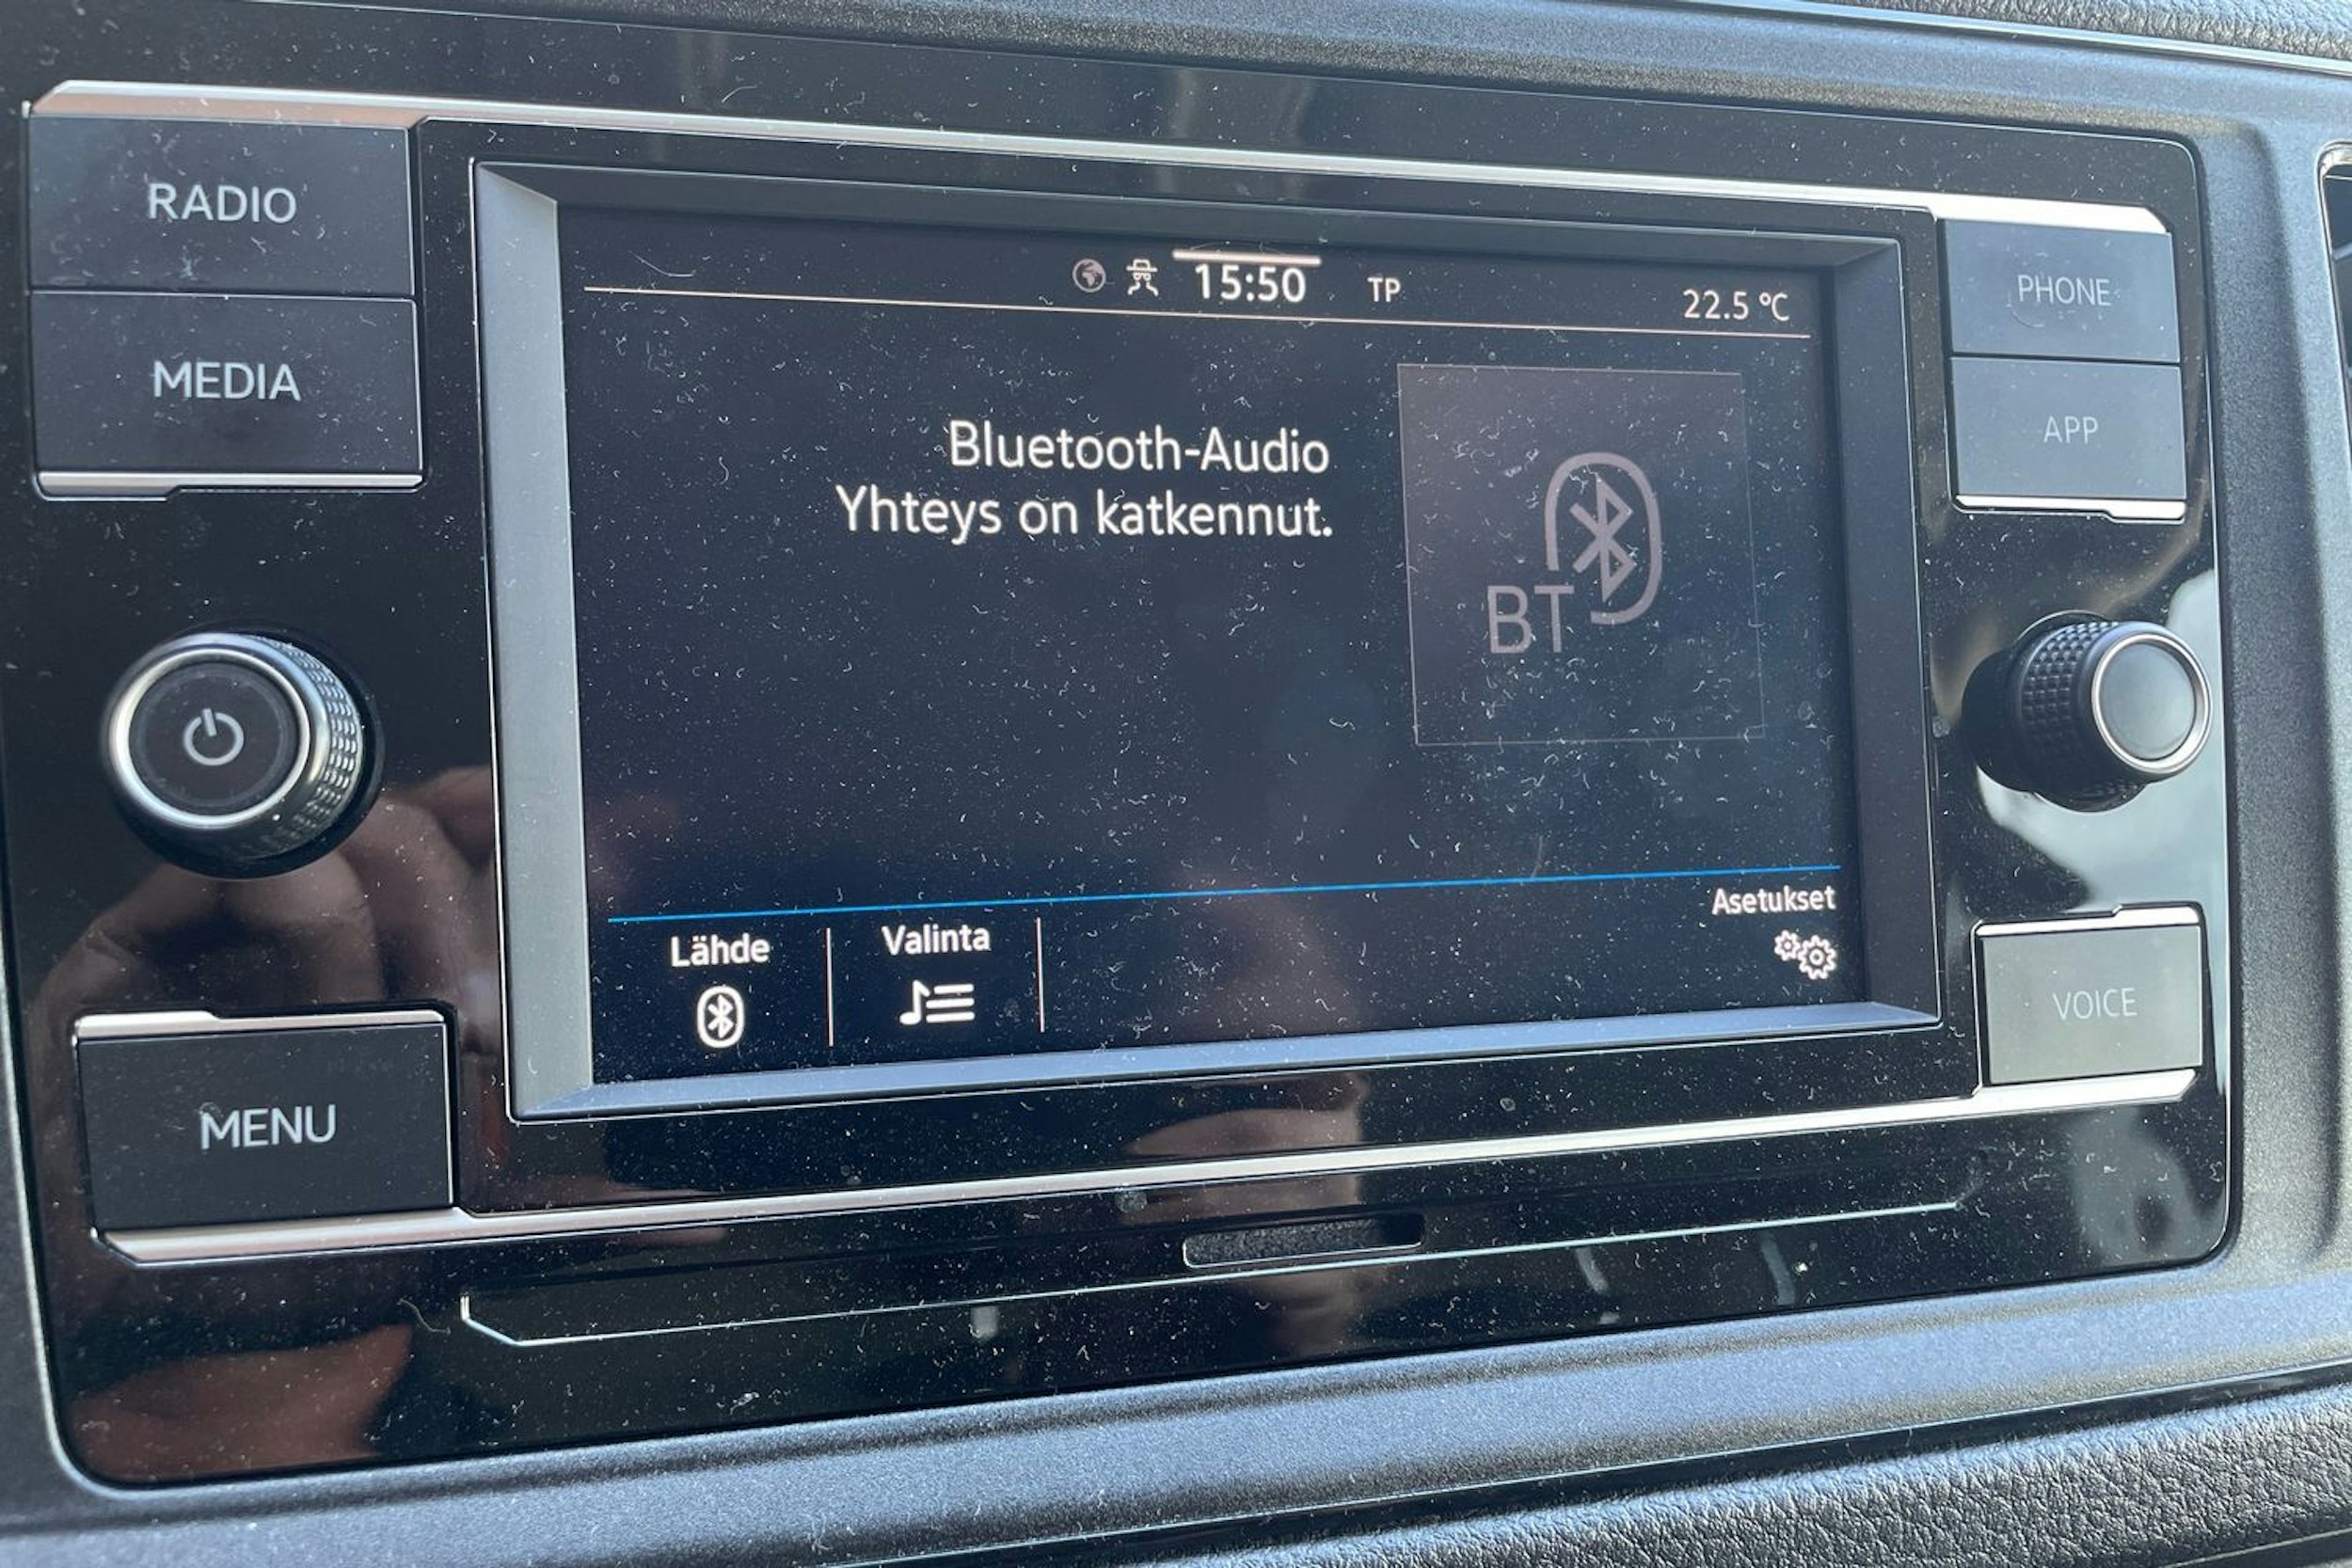 RADIO
MEDIA
MENU
15:50
TP
22.5 °C
Bluetooth-Audio
Yhteys on katkennut.
BT
Lähde
Valinta
Asetukset
PHONE
APP
VOICE